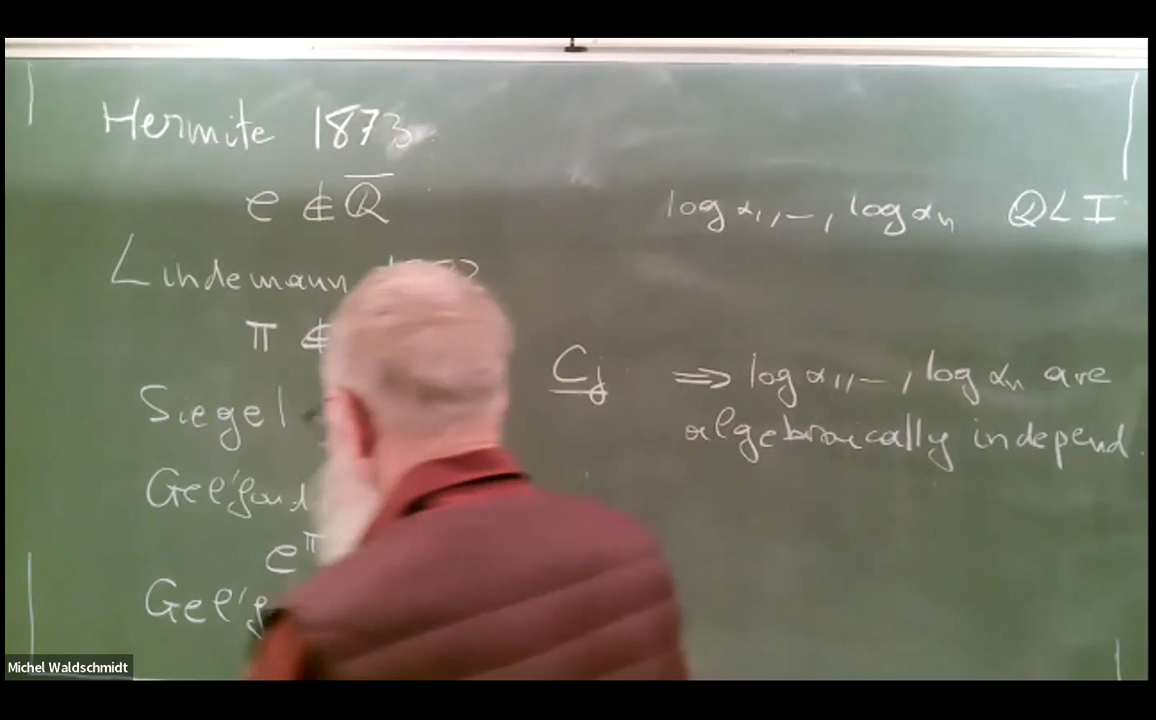 Hermite 1873
e ∉ Q̅
Lindemann
π ∉
Siegel
Gel'fond
e^π
Gel'f
log α₁, –, log αₙ QLI
Cj ⇒ log α₁, –, log αₙ are
algebraically independ.
Michel Waldschmidt